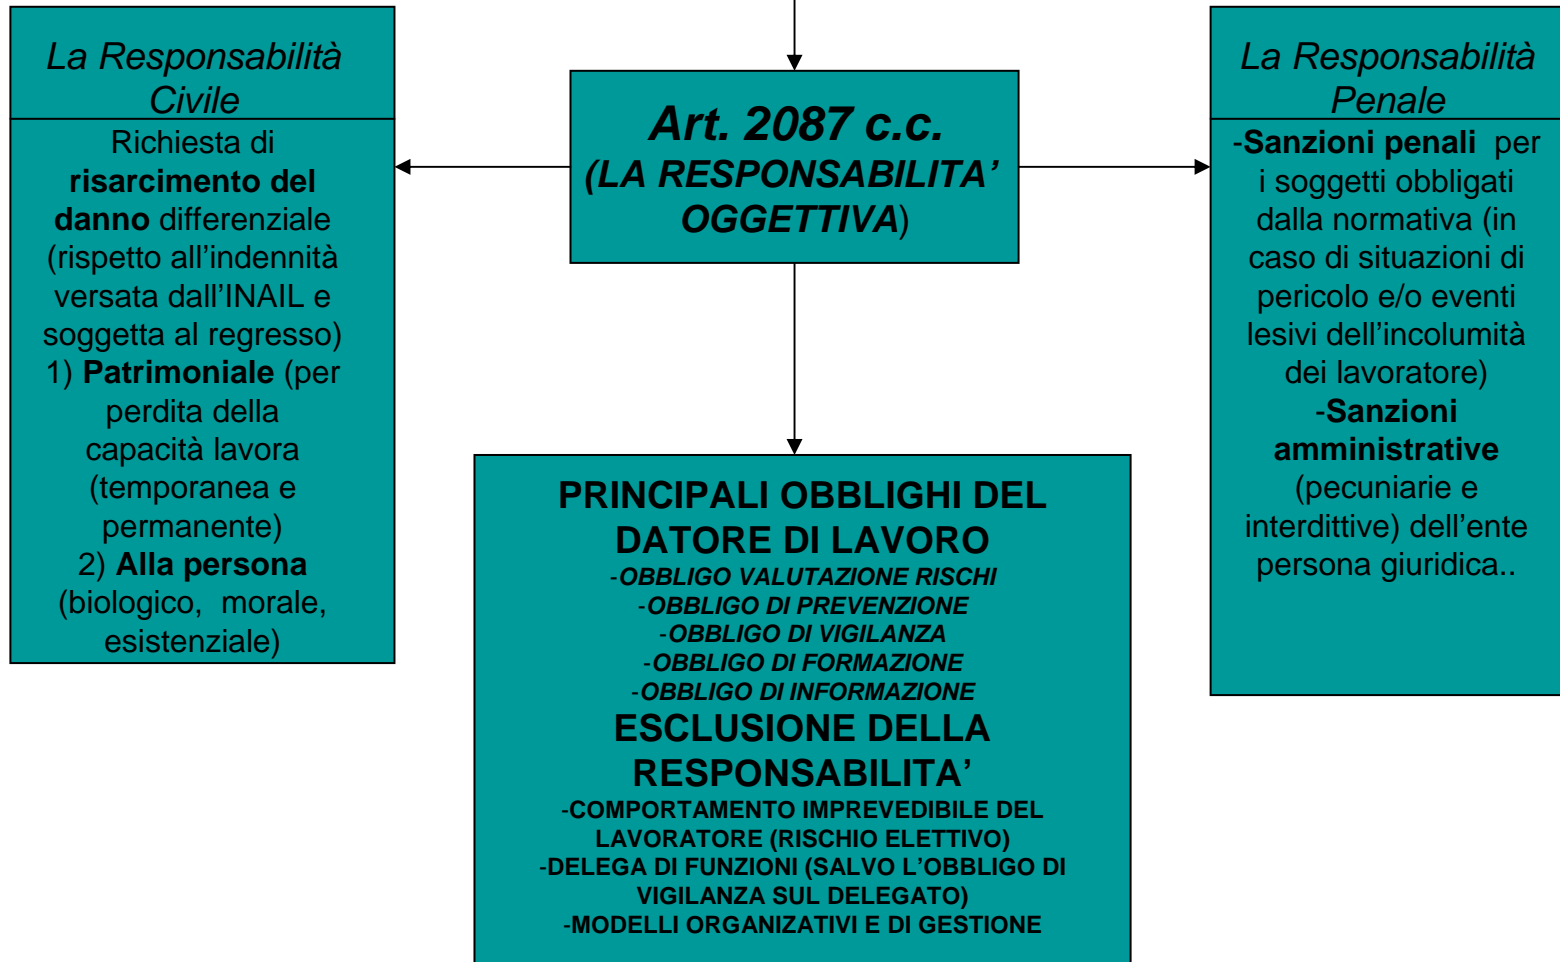 La Responsabilità
Civile
Richiesta di
risarcimento del
danno differenziale
(rispetto all'indennità
versata dall'INAIL e
soggetta al regresso)
1) Patrimoniale (per
perdita della
capacità lavora
(temporanea e
permanente)
2) Alla persona
(biologico, morale,
esistenziale)
Art. 2087 c.c.
(LA RESPONSABILITA'
OGGETTIVA)
La Responsabilità
Penale
-Sanzioni penali per
i soggetti obbligati
dalla normativa (in
caso di situazioni di
pericolo e/o eventi
lesivi dell'incolumità
dei lavoratore)
-Sanzioni
amministrative
(pecuniarie e
interdittive) dell'ente
persona giuridica..
PRINCIPALI OBBLIGHI DEL
DATORE DI LAVORO
-OBBLIGO VALUTAZIONE RISCHI
-OBBLIGO DI PREVENZIONE
-OBBLIGO DI VIGILANZA
-OBBLIGO DI FORMAZIONE
-OBBLIGO DI INFORMAZIONE
ESCLUSIONE DELLA
RESPONSABILITA'
-COMPORTAMENTO IMPREVEDIBILE DEL
LAVORATORE (RISCHIO ELETTIVO)
-DELEGA DI FUNZIONI (SALVO L'OBBLIGO DI
VIGILANZA SUL DELEGATO)
-MODELLI ORGANIZATIVI E DI GESTIONE